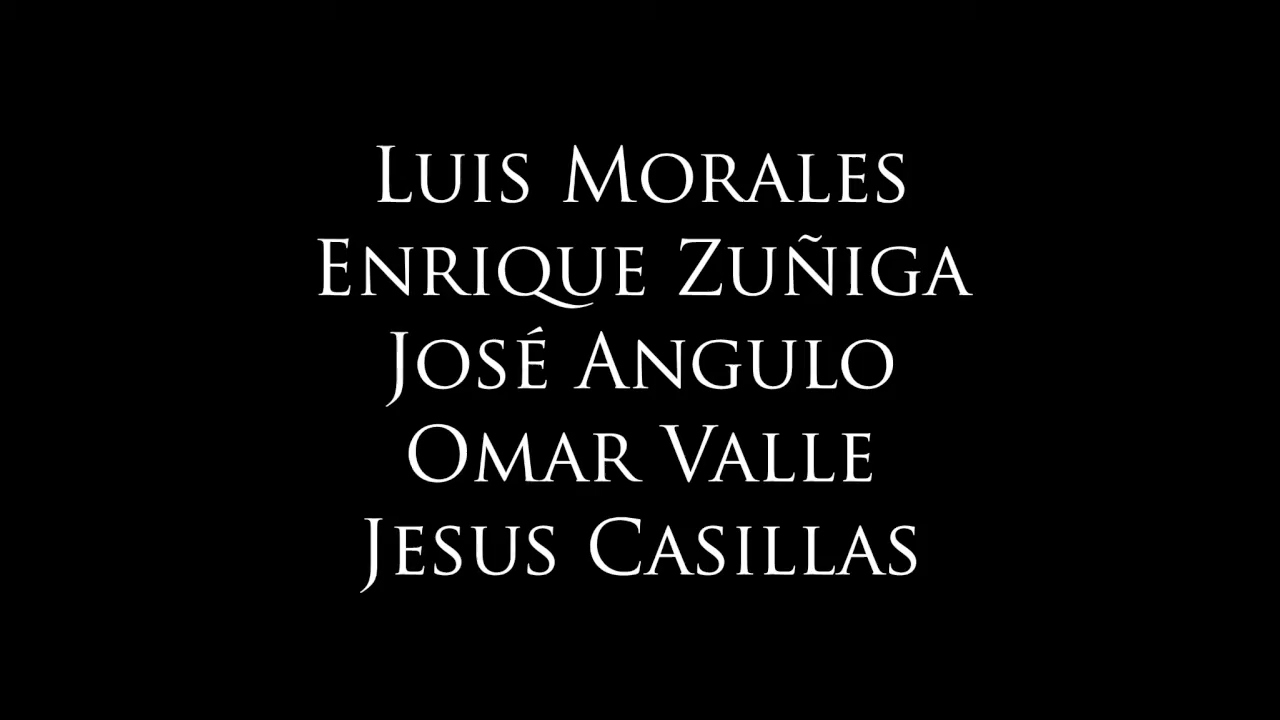 Luis Morales
Enrique Zuñiga
José Angulo
Omar Valle
Jesus Casillas